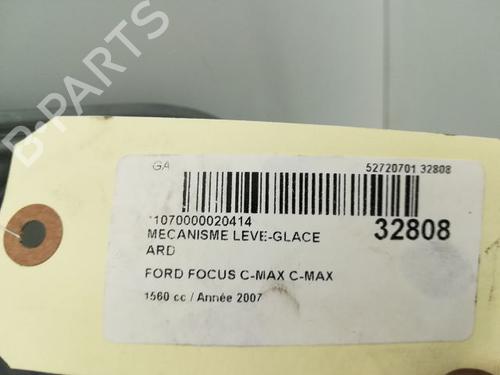 B-PARTS
GA
52720701 32808
*1070000020414
MECANISME LEVE-GLACE
32808
ARD
FORD FOCUS C-MAX C-MAX
1560 cc / Année 2007